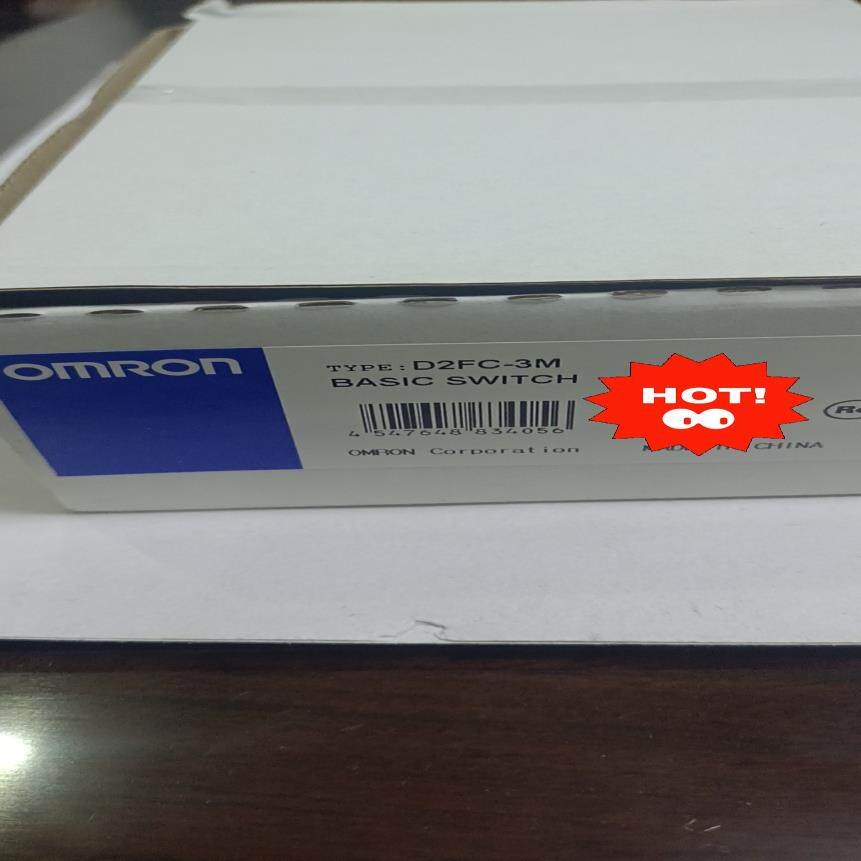 OMRON
TYPE: D2FC-3M
BASIC SWITCH
4 547648 834056
OMRON Corporation
HOT!
CHINA